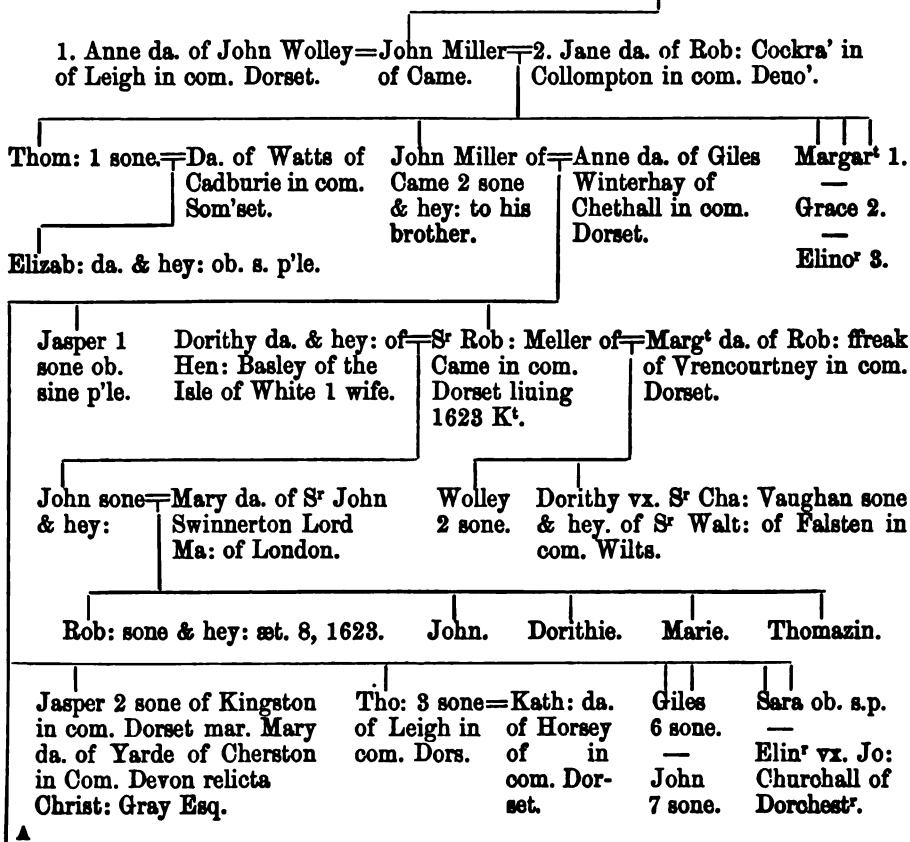 1. Anne da. of John Wolley=John Miller=2. Jane da. of Rob: Cockra' in
of Leigh in com. Dorset. of Came. Collompton in com. Deuo'.
Thom: 1 sone.=Da. of Watts of
Cadburie in com.
Som'set.
John Miller of=Anne da. of Giles
Came 2 sone Winterhay of
& hey: to his Chethall in com.
brother. Dorset.
Margarᵗ 1.
—
Grace 2.
—
Elinoʳ 3.
Elizab: da. & hey: ob. s. p'le.
Jasper 1
sone ob.
sine p'le.
Dorithy da. & hey: of=Sʳ Rob: Meller of=Margᵗ da. of Rob: ffreak
Hen: Basley of the Came in com. of Vrencourtney in com.
Isle of White 1 wife. Dorset liuing Dorset.
1623 Kᵗ.
John sone=Mary da. of Sʳ John
& hey: Swinnerton Lord
Ma: of London.
Wolley
2 sone.
Dorithy vx. Sʳ Cha: Vaughan sone
& hey. of Sʳ Walt: of Falsten in
com. Wilts.
Rob: sone & hey: æt. 8, 1623. John. Dorithie. Marie. Thomazin.
Jasper 2 sone of Kingston
in com. Dorset mar. Mary
da. of Yarde of Cherston
in Com. Devon relicta
Christ: Gray Esq.
Tho: 3 sone=Kath: da.
of Leigh in of Horsey
com. Dors. of in
com. Dor-
set.
Giles
6 sone.
—
John
7 sone.
Sara ob. s.p.
—
Elinʳ vx. Jo:
Churchall of
Dorchestʳ.
A